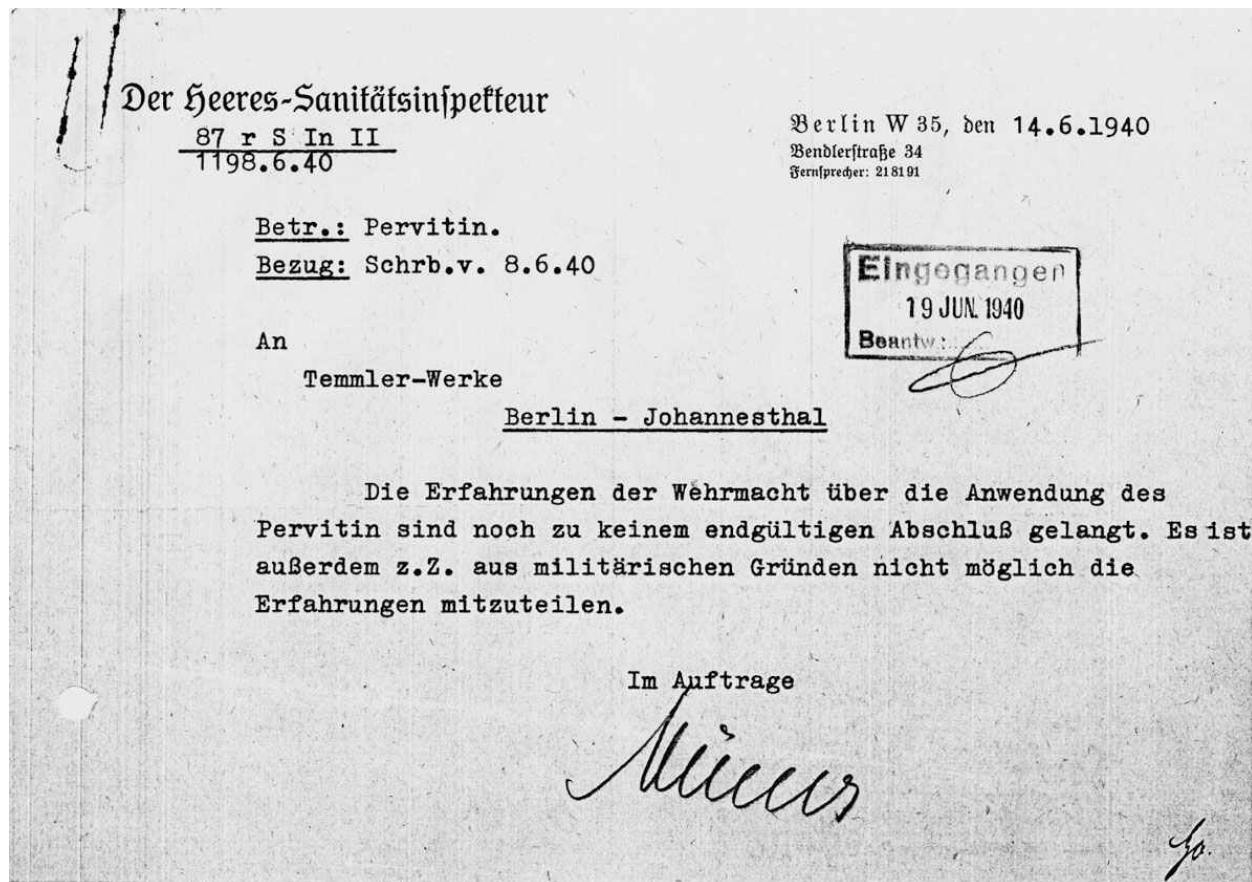 Der Heeres-Sanitätsinspekteur
87 r S In II
1198.6.40
Berlin W 35, den 14.6.1940
Bendlerstraße 34
Fernsprecher: 218191
Betr.: Pervitin.
Bezug: Schrb.v. 8.6.40
Eingegangen
19 JUN. 1940
Beantw.:
An
Temmler-Werke
Berlin - Johannesthal
Die Erfahrungen der Wehrmacht über die Anwendung des
Pervitin sind noch zu keinem endgültigen Abschluß gelangt. Es ist
außerdem z.Z. aus militärischen Gründen nicht möglich die
Erfahrungen mitzuteilen.
Im Auftrage